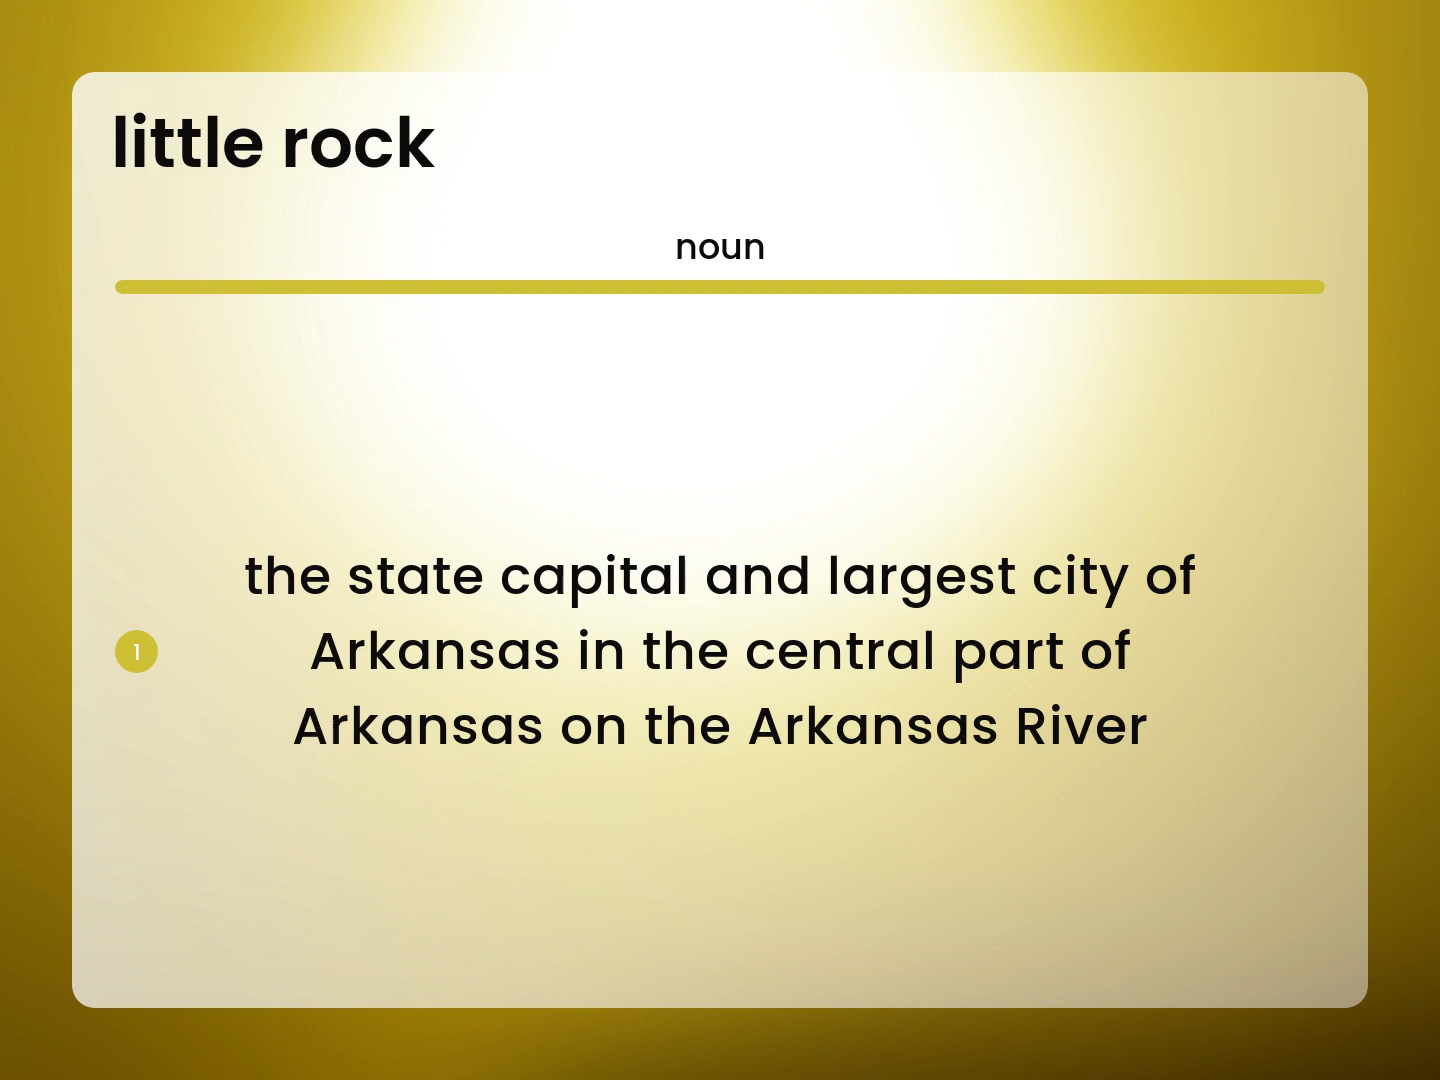 little rock
noun
the state capital and largest city of
1
Arkansas in the central part of
Arkansas on the Arkansas River